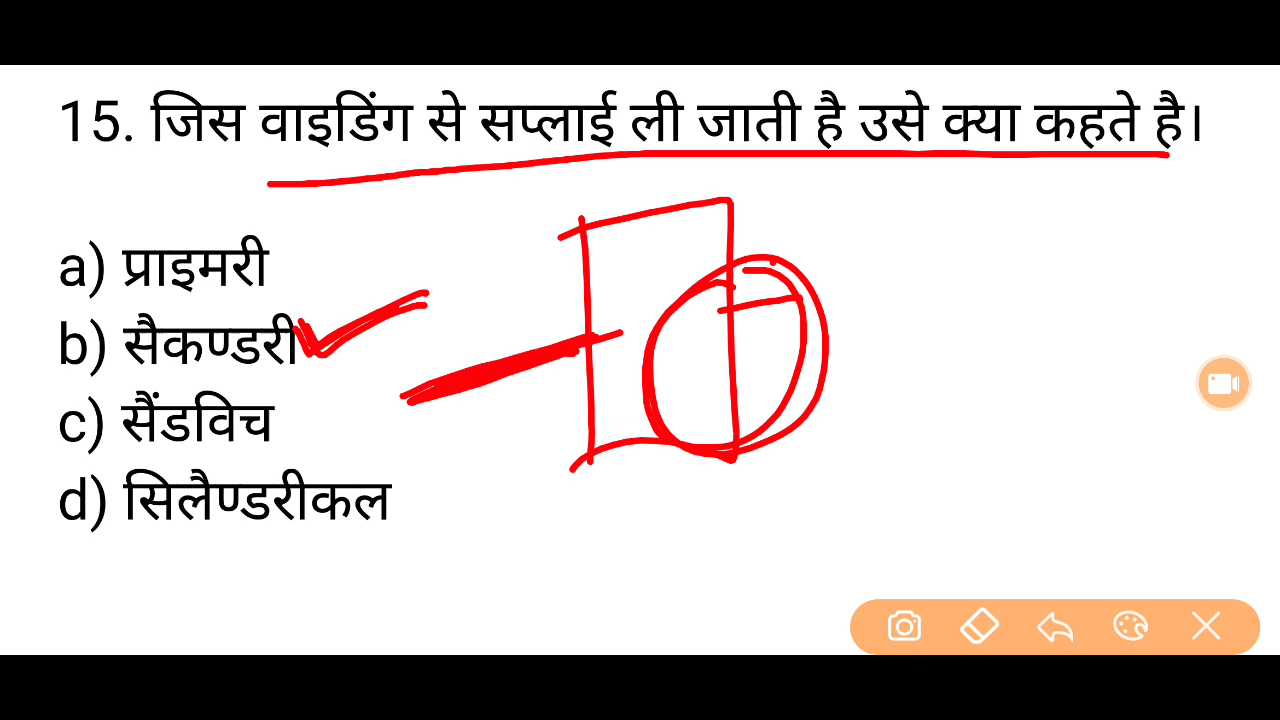 15. जिस वाइडिंग से सप्लाई ली जाती है उसे क्या कहते है।
a) प्राइमरी
b) सैकण्डरी
c) सैंडविच
d) सिलैण्डरीकल